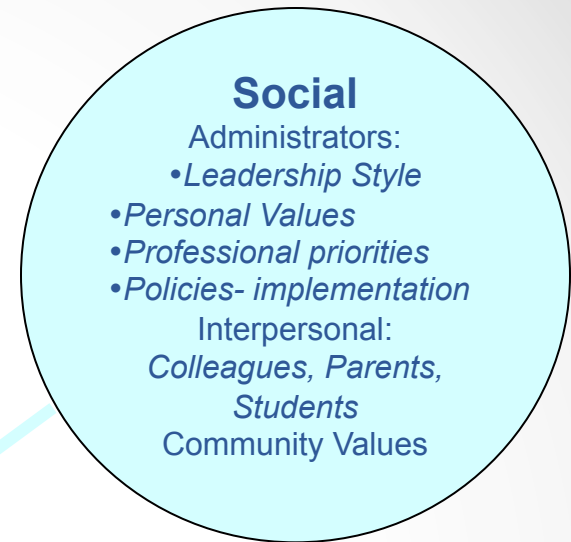 Social
Administrators:
•Leadership Style
•Personal Values
•Professional priorities
•Policies- implementation
Interpersonal:
Colleagues, Parents,
Students
Community Values